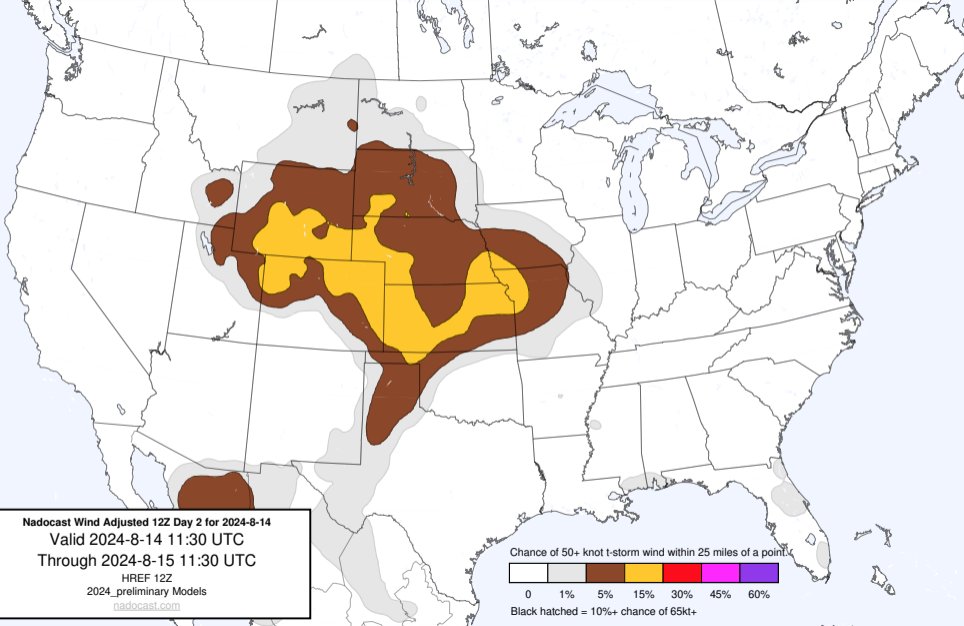 Nadocast Wind Adjusted 12Z Day 2 for 2024-8-14
Valid 2024-8-14 11:30 UTC
Through 2024-8-15 11:30 UTC
HREF 12Z
2024_preliminary Models
nadocast.com
Chance of 50+ knot t-storm wind within 25 miles of a point.
0 1% 5% 15% 30% 45% 60%
Black hatched = 10%+ chance of 65kt+